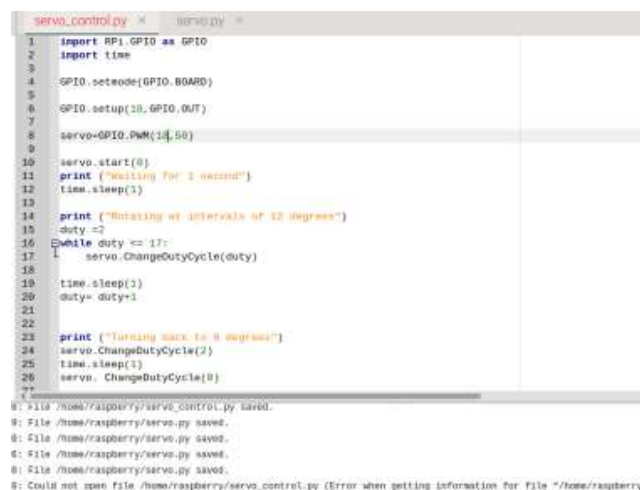 servo_control.py × servo.py ×
1 import RPi.GPIO as GPIO
2 import time
3
4 GPIO.setmode(GPIO.BOARD)
5
6 GPIO.setup(18,GPIO.OUT)
7
8 servo=GPIO.PWM(18,50)
9
10 servo.start(0)
11 print ("Waiting for 1 second")
12 time.sleep(1)
13
14 print ("Rotating at intervals of 12 degrees")
15 duty =2
16 while duty <= 17:
17 servo.ChangeDutyCycle(duty)
18
19 time.sleep(1)
20 duty= duty+1
21
22
23 print ("Turning back to 0 degrees")
24 servo.ChangeDutyCycle(2)
25 time.sleep(1)
26 servo. ChangeDutyCycle(0)
27
File /home/raspberry/servo_control.py saved.
File /home/raspberry/servo.py saved.
File /home/raspberry/servo.py saved.
File /home/raspberry/servo.py saved.
File /home/raspberry/servo.py saved.
Could not open file /home/raspberry/servo_control.py (Error when getting information for file "/home/raspberry